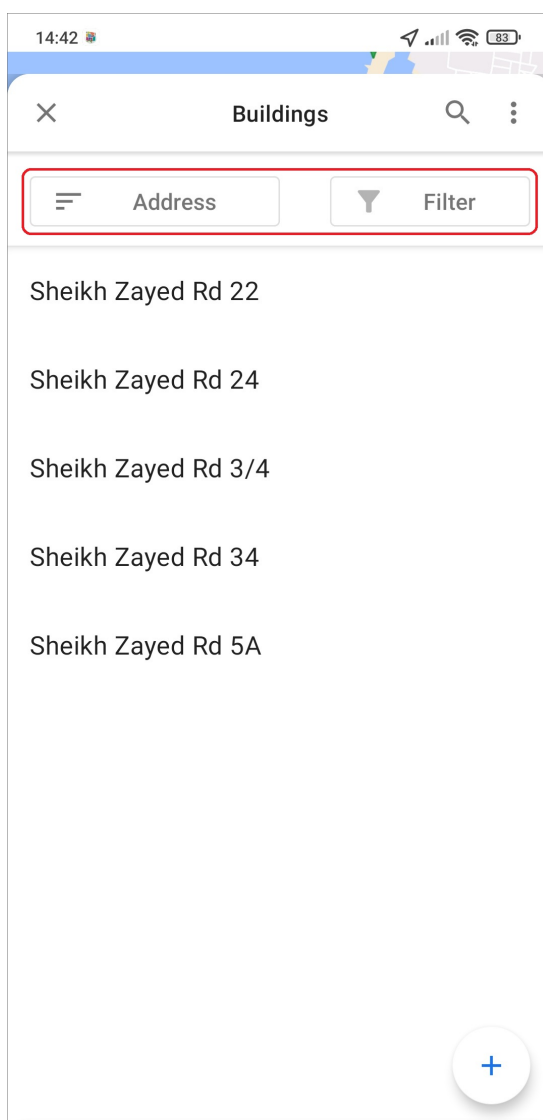 14:42 83
Buildings
Address Filter
Sheikh Zayed Rd 22
Sheikh Zayed Rd 24
Sheikh Zayed Rd 3/4
Sheikh Zayed Rd 34
Sheikh Zayed Rd 5A